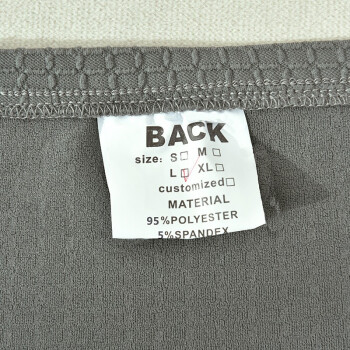 BACK
size: S□ M□
L□ XL□
customized□
MATERIAL
95%POLYESTER
5%SPANDEX